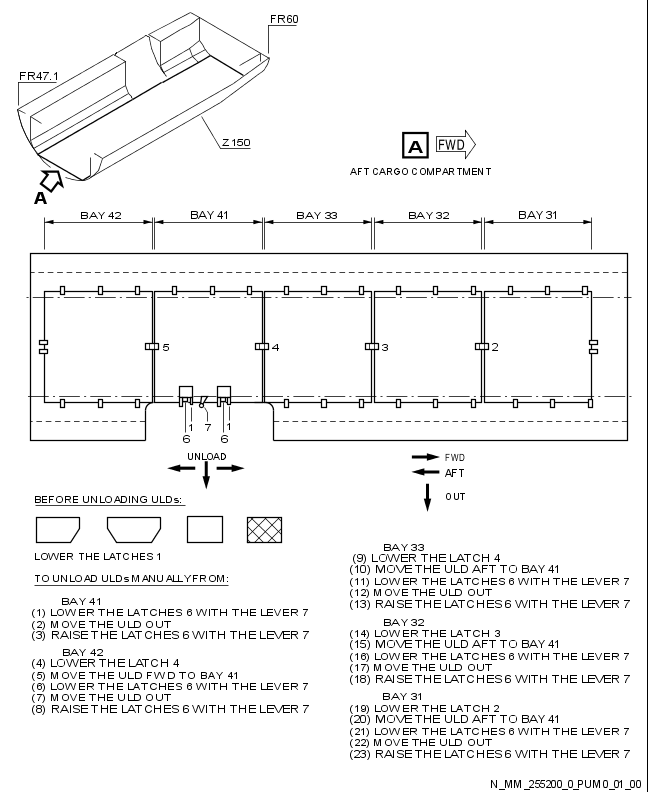 FR60
FR47.1
Z150
A
A FWD
AFT CARGO COMPARTMENT
BAY 42 BAY 41 BAY 33 BAY 32 BAY 31
5 4 3 2
1 7 1
6 6
UNLOAD
FWD
AFT
OUT
BEFORE UNLOADING ULDs:
LOWER THE LATCHES 1
TO UNLOAD ULDs MANUALLY FROM:
BAY 41
(1) LOWER THE LATCHES 6 WITH THE LEVER 7
(2) MOVE THE ULD OUT
(3) RAISE THE LATCHES 6 WITH THE LEVER 7
BAY 42
(4) LOWER THE LATCH 4
(5) MOVE THE ULD FWD TO BAY 41
(6) LOWER THE LATCHES 6 WITH THE LEVER 7
(7) MOVE THE ULD OUT
(8) RAISE THE LATCHES 6 WITH THE LEVER 7
BAY 33
(9) LOWER THE LATCH 4
(10) MOVE THE ULD AFT TO BAY 41
(11) LOWER THE LATCHES 6 WITH THE LEVER 7
(12) MOVE THE ULD OUT
(13) RAISE THE LATCHES 6 WITH THE LEVER 7
BAY 32
(14) LOWER THE LATCH 3
(15) MOVE THE ULD AFT TO BAY 41
(16) LOWER THE LATCHES 6 WITH THE LEVER 7
(17) MOVE THE ULD OUT
(18) RAISE THE LATCHES 6 WITH THE LEVER 7
BAY 31
(19) LOWER THE LATCH 2
(20) MOVE THE ULD AFT TO BAY 41
(21) LOWER THE LATCHES 6 WITH THE LEVER 7
(22) MOVE THE ULD OUT
(23) RAISE THE LATCHES 6 WITH THE LEVER 7
N_MM_255200_0_PUM0_01_00